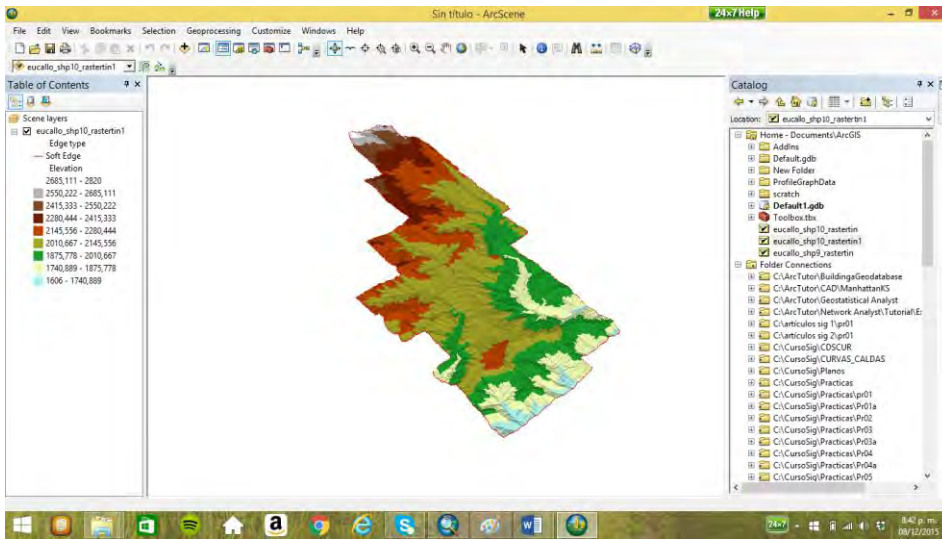 Sin título - ArcScene
24x7 Help
File Edit View Bookmarks Selection Geoprocessing Customize Windows Help
eucallo_shp10_rastertin1
Table of Contents
Scene layers
eucallo_shp10_rastertin1
Edge type
Soft Edge
Elevation
2685,111 - 2820
2550,222 - 2685,111
2415,333 - 2550,222
2280,444 - 2415,333
2145,556 - 2280,444
2010,667 - 2145,556
1875,778 - 2010,667
1740,889 - 1875,778
1606 - 1740,889
Catalog
Location: eucallo_shp10_rastertin1
Home - Documents\ArcGIS
AddIns
Default.gdb
New Folder
ProfileGraphData
scratch
Default1.gdb
Toolbox.tbx
eucallo_shp10_rastertin
eucallo_shp10_rastertin1
eucallo_shp9_rastertin
Folder Connections
C:\ArcTutor\BuildingaGeodatabase
C:\ArcTutor\CAD\ManhattanKS
C:\ArcTutor\Geostatistical Analyst
C:\ArcTutor\Network Analyst\Tutorial\E:
C:\artículos sig 1\pr01
C:\artículos sig 2\pr01
C:\CursoSig\CDSCUR
C:\CursoSig\CURVAS_CALDAS
C:\CursoSig\Planos
C:\CursoSig\Practicas
C:\CursoSig\Practicas\pr01
C:\CursoSig\Practicas\Pr01a
C:\CursoSig\Practicas\Pr02
C:\CursoSig\Practicas\Pr03
C:\CursoSig\Practicas\Pr03a
C:\CursoSig\Practicas\Pr04
C:\CursoSig\Practicas\Pr04a
C:\CursoSig\Practicas\Pr05
24x7
8:42 p. m.
08/12/2015